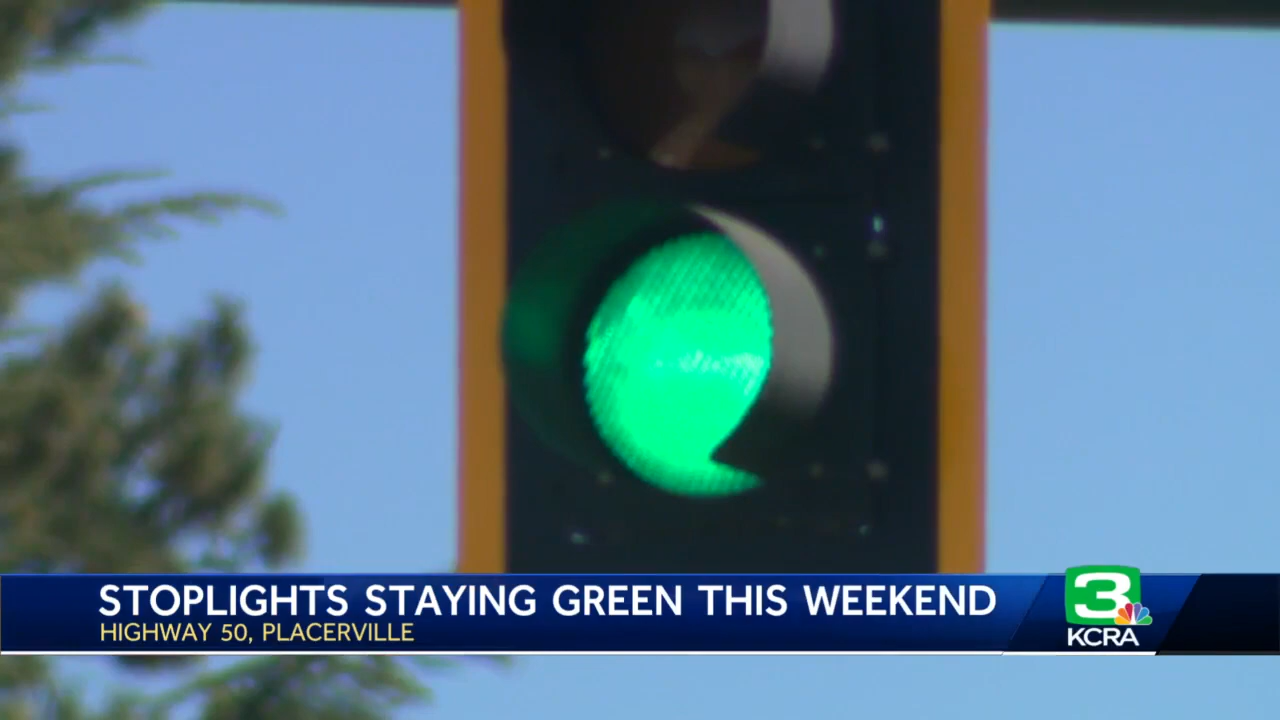 STOPLIGHTS STAYING GREEN THIS WEEKEND
HIGHWAY 50, PLACERVILLE
3
KCRA